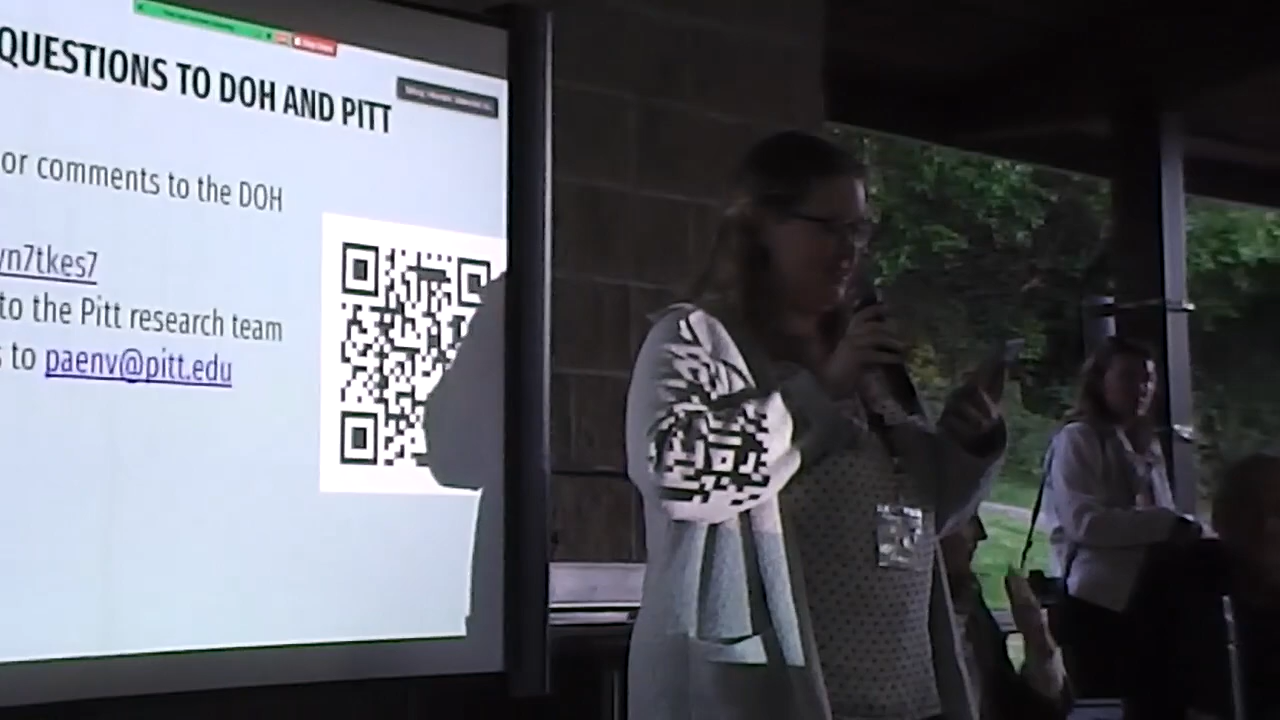 QUESTIONS TO DOH AND PITT
or comments to the DOH
yn7tkes7
to the Pitt research team
s to paenv@pitt.edu